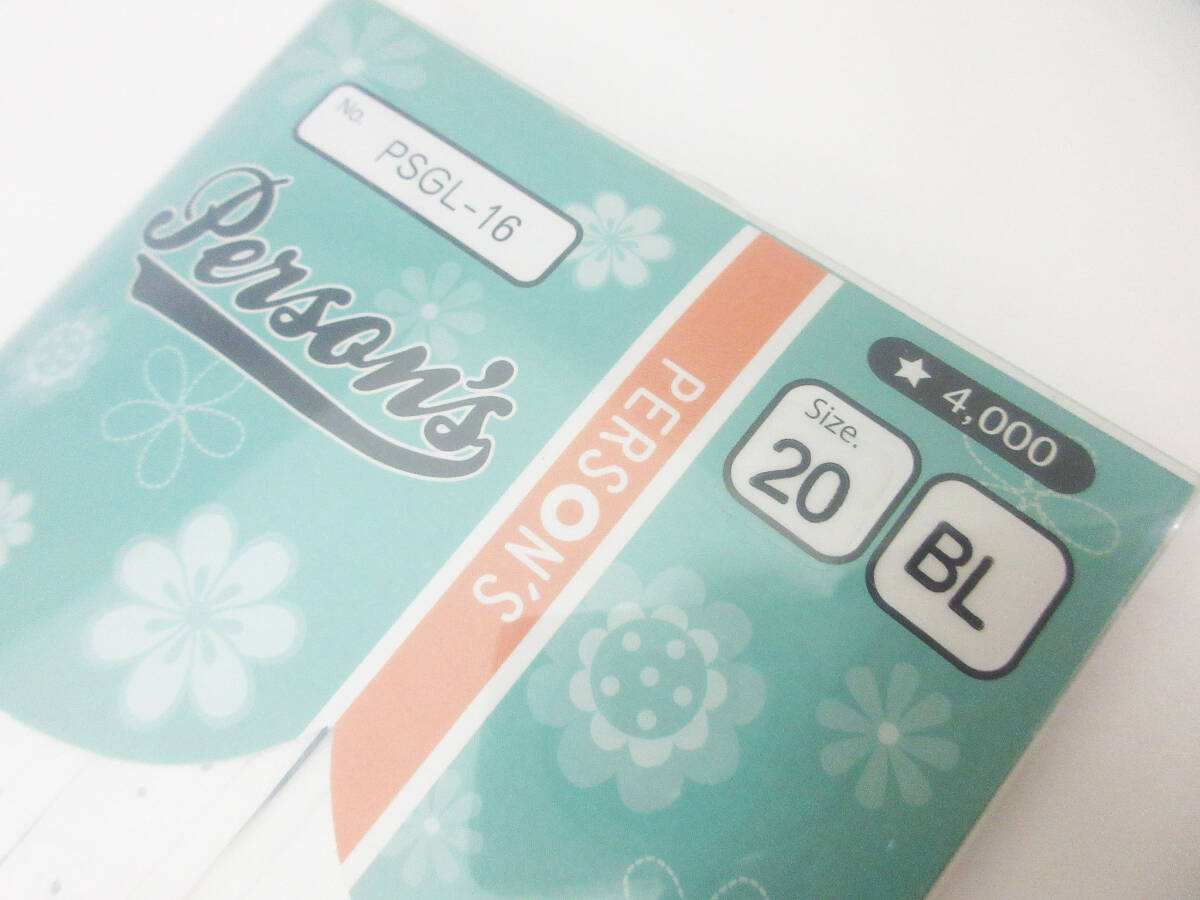 No.
PSGL-16
Person's
PERSON'S
★ 4,000
Size.
20
BL